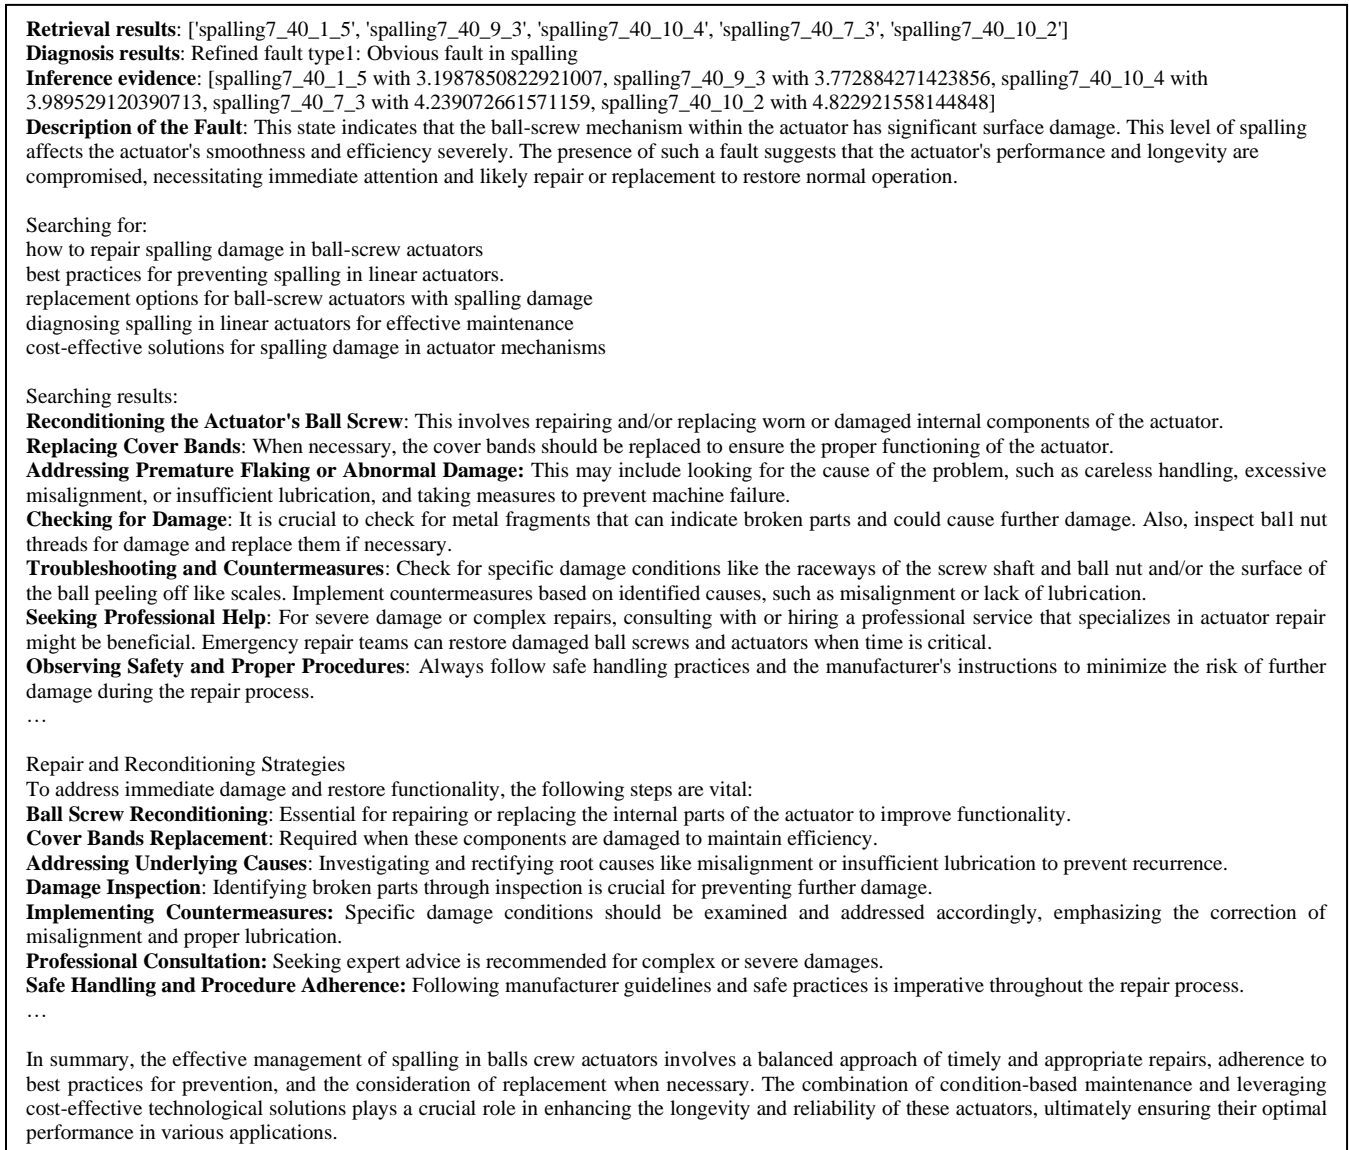 Retrieval results: ['spalling7_40_1_5', 'spalling7_40_9_3', 'spalling7_40_10_4', 'spalling7_40_7_3', 'spalling7_40_10_2']
Diagnosis results: Refined fault type1: Obvious fault in spalling
Inference evidence: [spalling7_40_1_5 with 3.1987850822921007, spalling7_40_9_3 with 3.772884271423856, spalling7_40_10_4 with
3.989529120390713, spalling7_40_7_3 with 4.239072661571159, spalling7_40_10_2 with 4.822921558144848]
Description of the Fault: This state indicates that the ball-screw mechanism within the actuator has significant surface damage. This level of spalling
affects the actuator's smoothness and efficiency severely. The presence of such a fault suggests that the actuator's performance and longevity are
compromised, necessitating immediate attention and likely repair or replacement to restore normal operation.
Searching for:
how to repair spalling damage in ball-screw actuators
best practices for preventing spalling in linear actuators.
replacement options for ball-screw actuators with spalling damage
diagnosing spalling in linear actuators for effective maintenance
cost-effective solutions for spalling damage in actuator mechanisms
Searching results:
Reconditioning the Actuator's Ball Screw: This involves repairing and/or replacing worn or damaged internal components of the actuator.
Replacing Cover Bands: When necessary, the cover bands should be replaced to ensure the proper functioning of the actuator.
Addressing Premature Flaking or Abnormal Damage: This may include looking for the cause of the problem, such as careless handling, excessive
misalignment, or insufficient lubrication, and taking measures to prevent machine failure.
Checking for Damage: It is crucial to check for metal fragments that can indicate broken parts and could cause further damage. Also, inspect ball nut
threads for damage and replace them if necessary.
Troubleshooting and Countermeasures: Check for specific damage conditions like the raceways of the screw shaft and ball nut and/or the surface of
the ball peeling off like scales. Implement countermeasures based on identified causes, such as misalignment or lack of lubrication.
Seeking Professional Help: For severe damage or complex repairs, consulting with or hiring a professional service that specializes in actuator repair
might be beneficial. Emergency repair teams can restore damaged ball screws and actuators when time is critical.
Observing Safety and Proper Procedures: Always follow safe handling practices and the manufacturer's instructions to minimize the risk of further
damage during the repair process.
…
Repair and Reconditioning Strategies
To address immediate damage and restore functionality, the following steps are vital:
Ball Screw Reconditioning: Essential for repairing or replacing the internal parts of the actuator to improve functionality.
Cover Bands Replacement: Required when these components are damaged to maintain efficiency.
Addressing Underlying Causes: Investigating and rectifying root causes like misalignment or insufficient lubrication to prevent recurrence.
Damage Inspection: Identifying broken parts through inspection is crucial for preventing further damage.
Implementing Countermeasures: Specific damage conditions should be examined and addressed accordingly, emphasizing the correction of
misalignment and proper lubrication.
Professional Consultation: Seeking expert advice is recommended for complex or severe damages.
Safe Handling and Procedure Adherence: Following manufacturer guidelines and safe practices is imperative throughout the repair process.
…
In summary, the effective management of spalling in balls crew actuators involves a balanced approach of timely and appropriate repairs, adherence to
best practices for prevention, and the consideration of replacement when necessary. The combination of condition-based maintenance and leveraging
cost-effective technological solutions plays a crucial role in enhancing the longevity and reliability of these actuators, ultimately ensuring their optimal
performance in various applications.